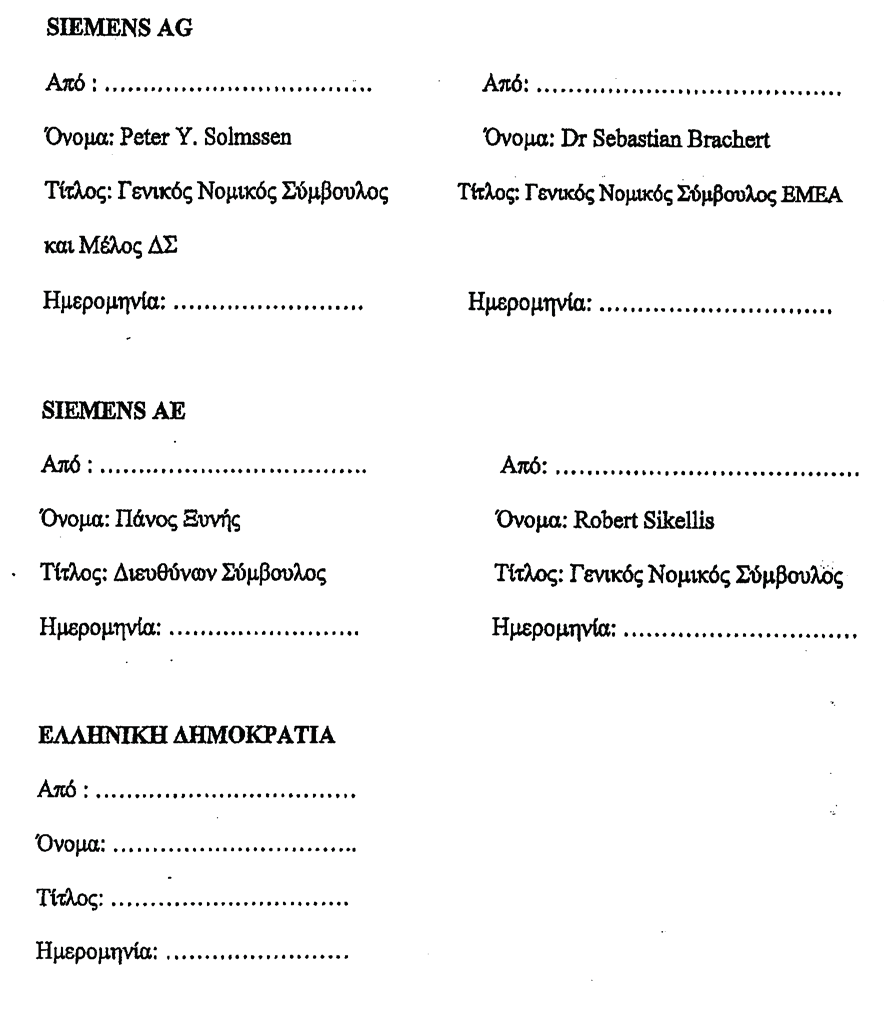 SIEMENS AG
Από : ................................... Από: ........................................
Όνομα: Peter Y. Solmssen Όνομα: Dr Sebastian Brachert
Τίτλος: Γενικός Νομικός Σύμβουλος Τίτλος: Γενικός Νομικός Σύμβουλος EMEA
και Μέλος ΔΣ
Ημερομηνία: ......................... Ημερομηνία: ..............................
SIEMENS AE
Από : ................................... Από: ........................................
Όνομα: Πάνος Ξυνής Όνομα: Robert Sikellis
Τίτλος: Διευθύνων Σύμβουλος Τίτλος: Γενικός Νομικός Σύμβουλος
Ημερομηνία: ......................... Ημερομηνία: ..............................
ΕΛΛΗΝΙΚΗ ΔΗΜΟΚΡΑΤΙΑ
Από : ..................................
Όνομα: ................................
Τίτλος: ...............................
Ημερομηνία: ........................